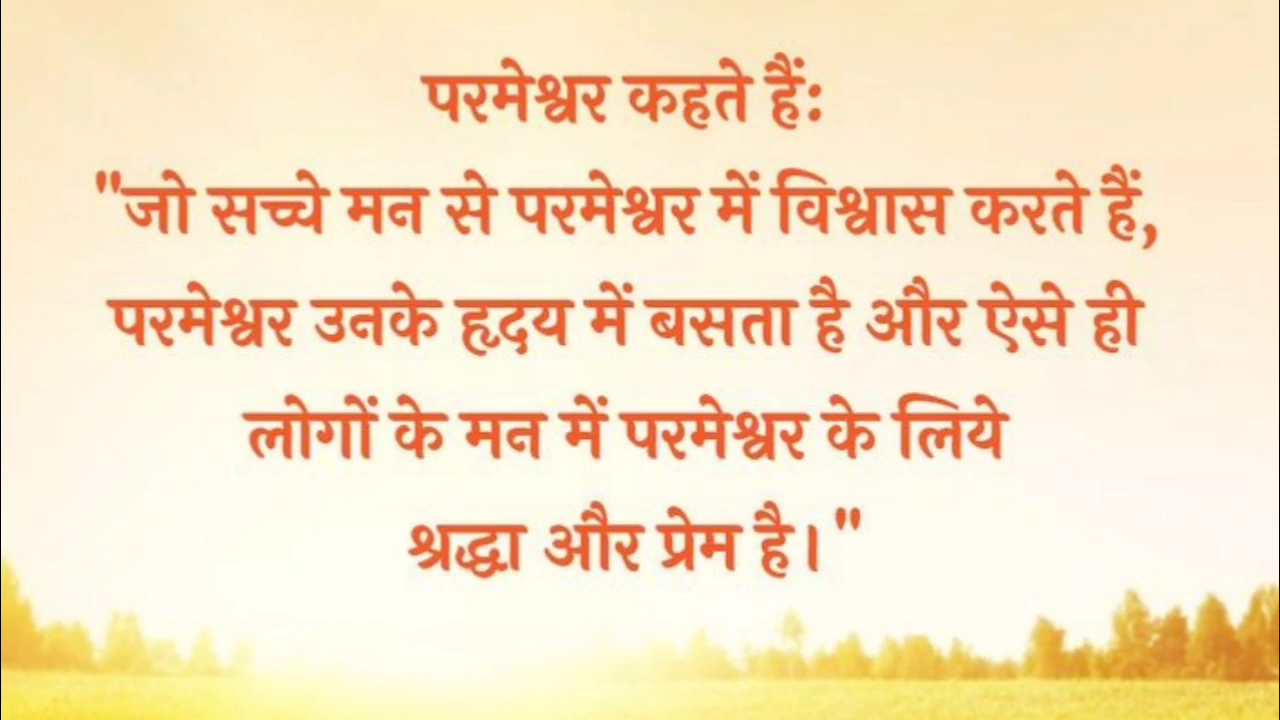 परमेश्वर कहते हैं:
"जो सच्चे मन से परमेश्वर में विश्वास करते हैं,
परमेश्वर उनके हृदय में बसता है और ऐसे ही
लोगों के मन में परमेश्वर के लिये
श्रद्धा और प्रेम है।"